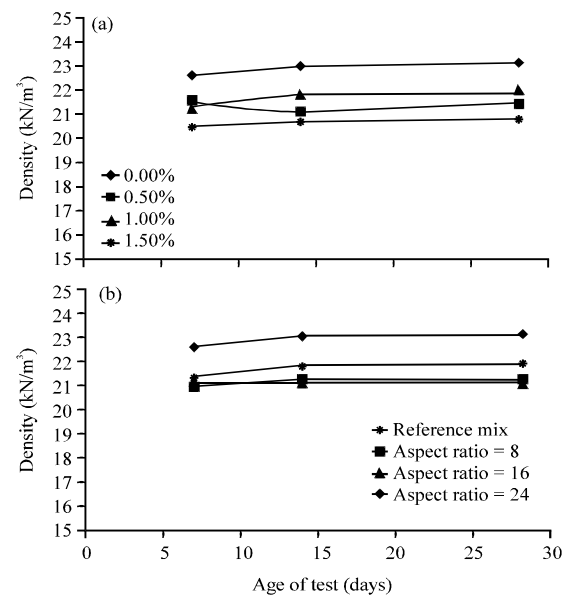 (a)
25
24
23
22
21
20
19
18
17
16
15
Density (kN/m³)
0.00%
0.50%
1.00%
1.50%
(b)
25
24
23
22
21
20
19
18
17
16
15
Density (kN/m³)
Reference mix
Aspect ratio = 8
Aspect ratio = 16
Aspect ratio = 24
0 5 10 15 20 25 30
Age of test (days)